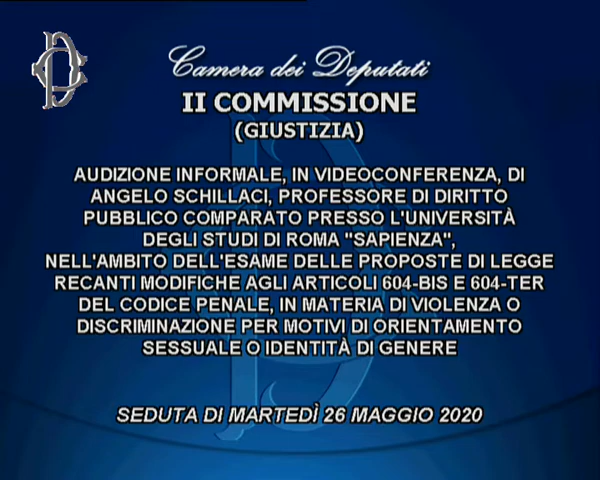 Camera dei Deputati
II COMMISSIONE
(GIUSTIZIA)
AUDIZIONE INFORMALE, IN VIDEOCONFERENZA, DI
ANGELO SCHILLACI, PROFESSORE DI DIRITTO
PUBBLICO COMPARATO PRESSO L'UNIVERSITÀ
DEGLI STUDI DI ROMA "SAPIENZA",
NELL'AMBITO DELL'ESAME DELLE PROPOSTE DI LEGGE
RECANTI MODIFICHE AGLI ARTICOLI 604-BIS E 604-TER
DEL CODICE PENALE, IN MATERIA DI VIOLENZA O
DISCRIMINAZIONE PER MOTIVI DI ORIENTAMENTO
SESSUALE O IDENTITÀ DI GENERE
SEDUTA DI MARTEDÌ 26 MAGGIO 2020